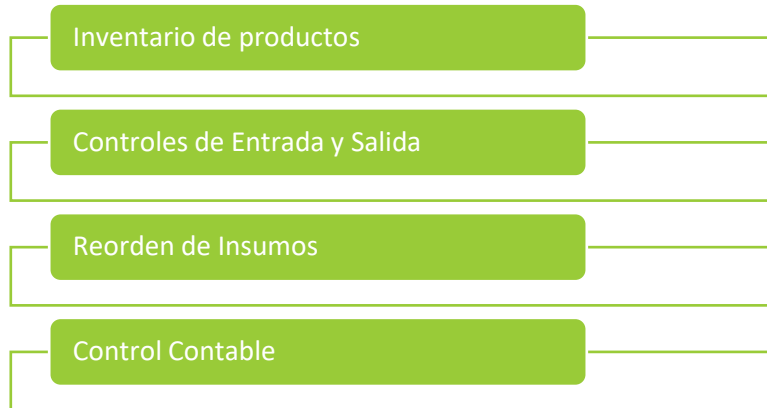 Inventario de productos
Controles de Entrada y Salida
Reorden de Insumos
Control Contable